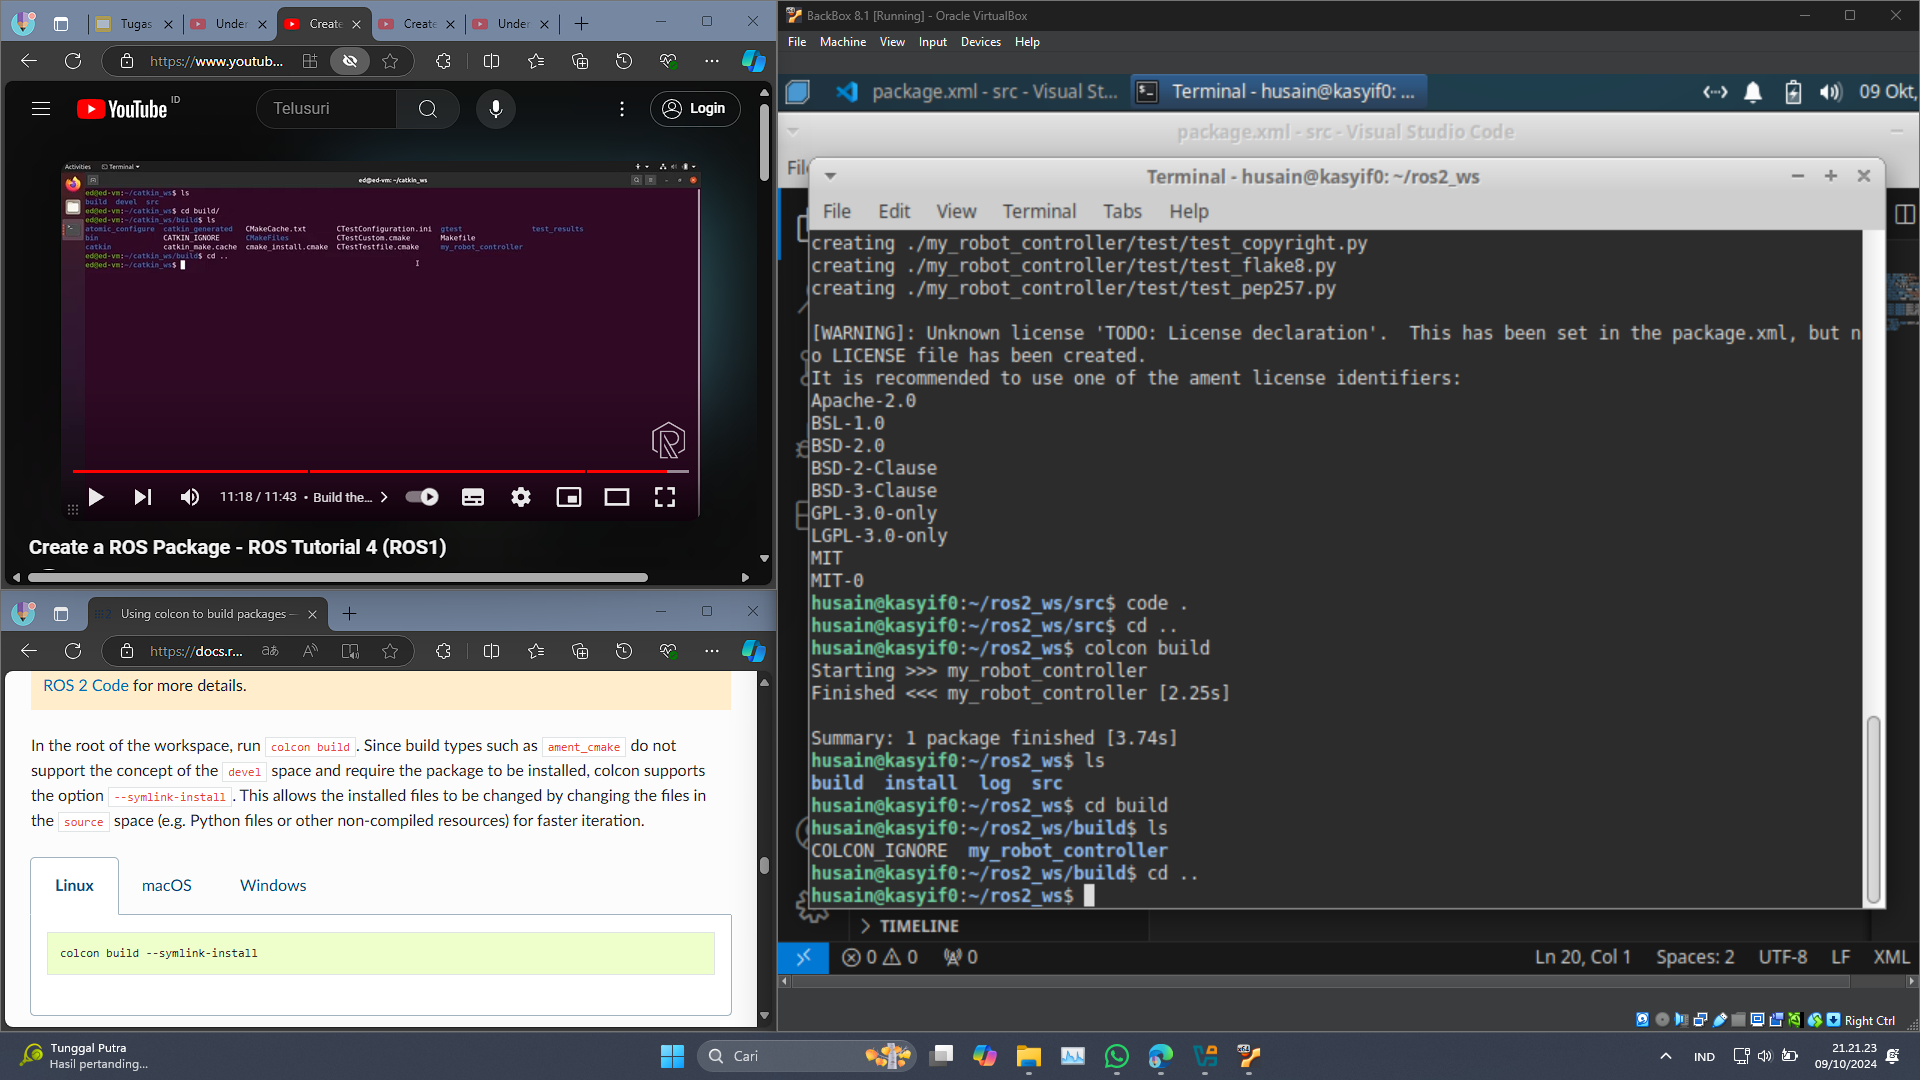 Tugas
Under
Create
Create
Under
https://www.youtub...
YouTube ID
Telusuri
Login
Activities
Terminal
ed@ed-vm: ~/catkin_ws
ed@ed-vm:~/catkin_ws$ ls
build devel src
ed@ed-vm:~/catkin_ws$ cd build/
ed@ed-vm:~/catkin_ws/build$ ls
atomic_configure catkin_generated CMakeCache.txt CTestConfiguration.ini gtest test_results
bin CATKIN_IGNORE CMakeFiles CTestCustom.cmake Makefile
catkin catkin_make.cache cmake_install.cmake CTestTestfile.cmake my_robot_controller
ed@ed-vm:~/catkin_ws/build$ cd ..
ed@ed-vm:~/catkin_ws$
11:18 / 11:43 • Build the...
Create a ROS Package - ROS Tutorial 4 (ROS1)
Using colcon to build packages —
https://docs.r...
ROS 2 Code for more details.
In the root of the workspace, run colcon build. Since build types such as ament_cmake do not
support the concept of the devel space and require the package to be installed, colcon supports
the option --symlink-install. This allows the installed files to be changed by changing the files in
the source space (e.g. Python files or other non-compiled resources) for faster iteration.
Linux macOS Windows
colcon build --symlink-install
BackBox 8.1 [Running] - Oracle VirtualBox
File Machine View Input Devices Help
package.xml - src - Visual St...
Terminal - husain@kasyif0: ...
09 Okt,
package.xml - src - Visual Studio Code
Terminal - husain@kasyif0: ~/ros2_ws
File Edit View Terminal Tabs Help
creating ./my_robot_controller/test/test_copyright.py
creating ./my_robot_controller/test/test_flake8.py
creating ./my_robot_controller/test/test_pep257.py
[WARNING]: Unknown license 'TODO: License declaration'.  This has been set in the package.xml, but n
o LICENSE file has been created.
It is recommended to use one of the ament license identifiers:
Apache-2.0
BSL-1.0
BSD-2.0
BSD-2-Clause
BSD-3-Clause
GPL-3.0-only
LGPL-3.0-only
MIT
MIT-0
husain@kasyif0:~/ros2_ws/src$ code .
husain@kasyif0:~/ros2_ws/src$ cd ..
husain@kasyif0:~/ros2_ws$ colcon build
Starting >>> my_robot_controller
Finished <<< my_robot_controller [2.25s]
Summary: 1 package finished [3.74s]
husain@kasyif0:~/ros2_ws$ ls
build  install  log  src
husain@kasyif0:~/ros2_ws$ cd build
husain@kasyif0:~/ros2_ws/build$ ls
COLCON_IGNORE  my_robot_controller
husain@kasyif0:~/ros2_ws/build$ cd ..
husain@kasyif0:~/ros2_ws$
TIMELINE
0 0 0
Ln 20, Col 1 Spaces: 2 UTF-8 LF XML
Right Ctrl
Tunggal Putra
Hasil pertanding...
Cari
IND
21.21.23
09/10/2024